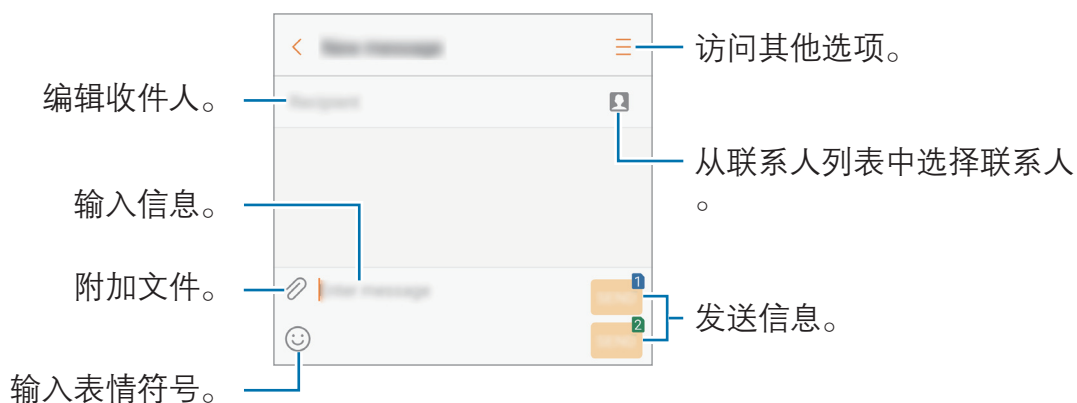 访问其他选项。
编辑收件人。
从联系人列表中选择联系人
。
输入信息。
附加文件。
1
2
发送信息。
输入表情符号。